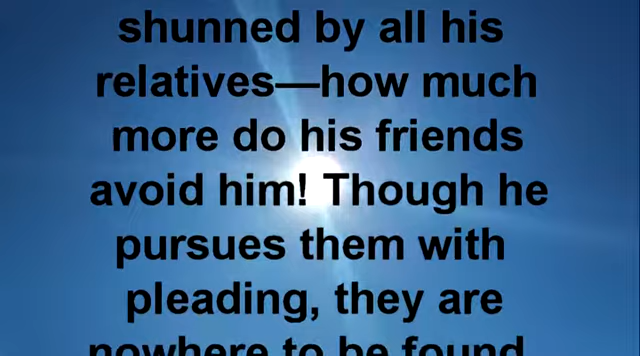 shunned by all his
relatives—how much
more do his friends
avoid him! Though he
pursues them with
pleading, they are
nowhere to be found.